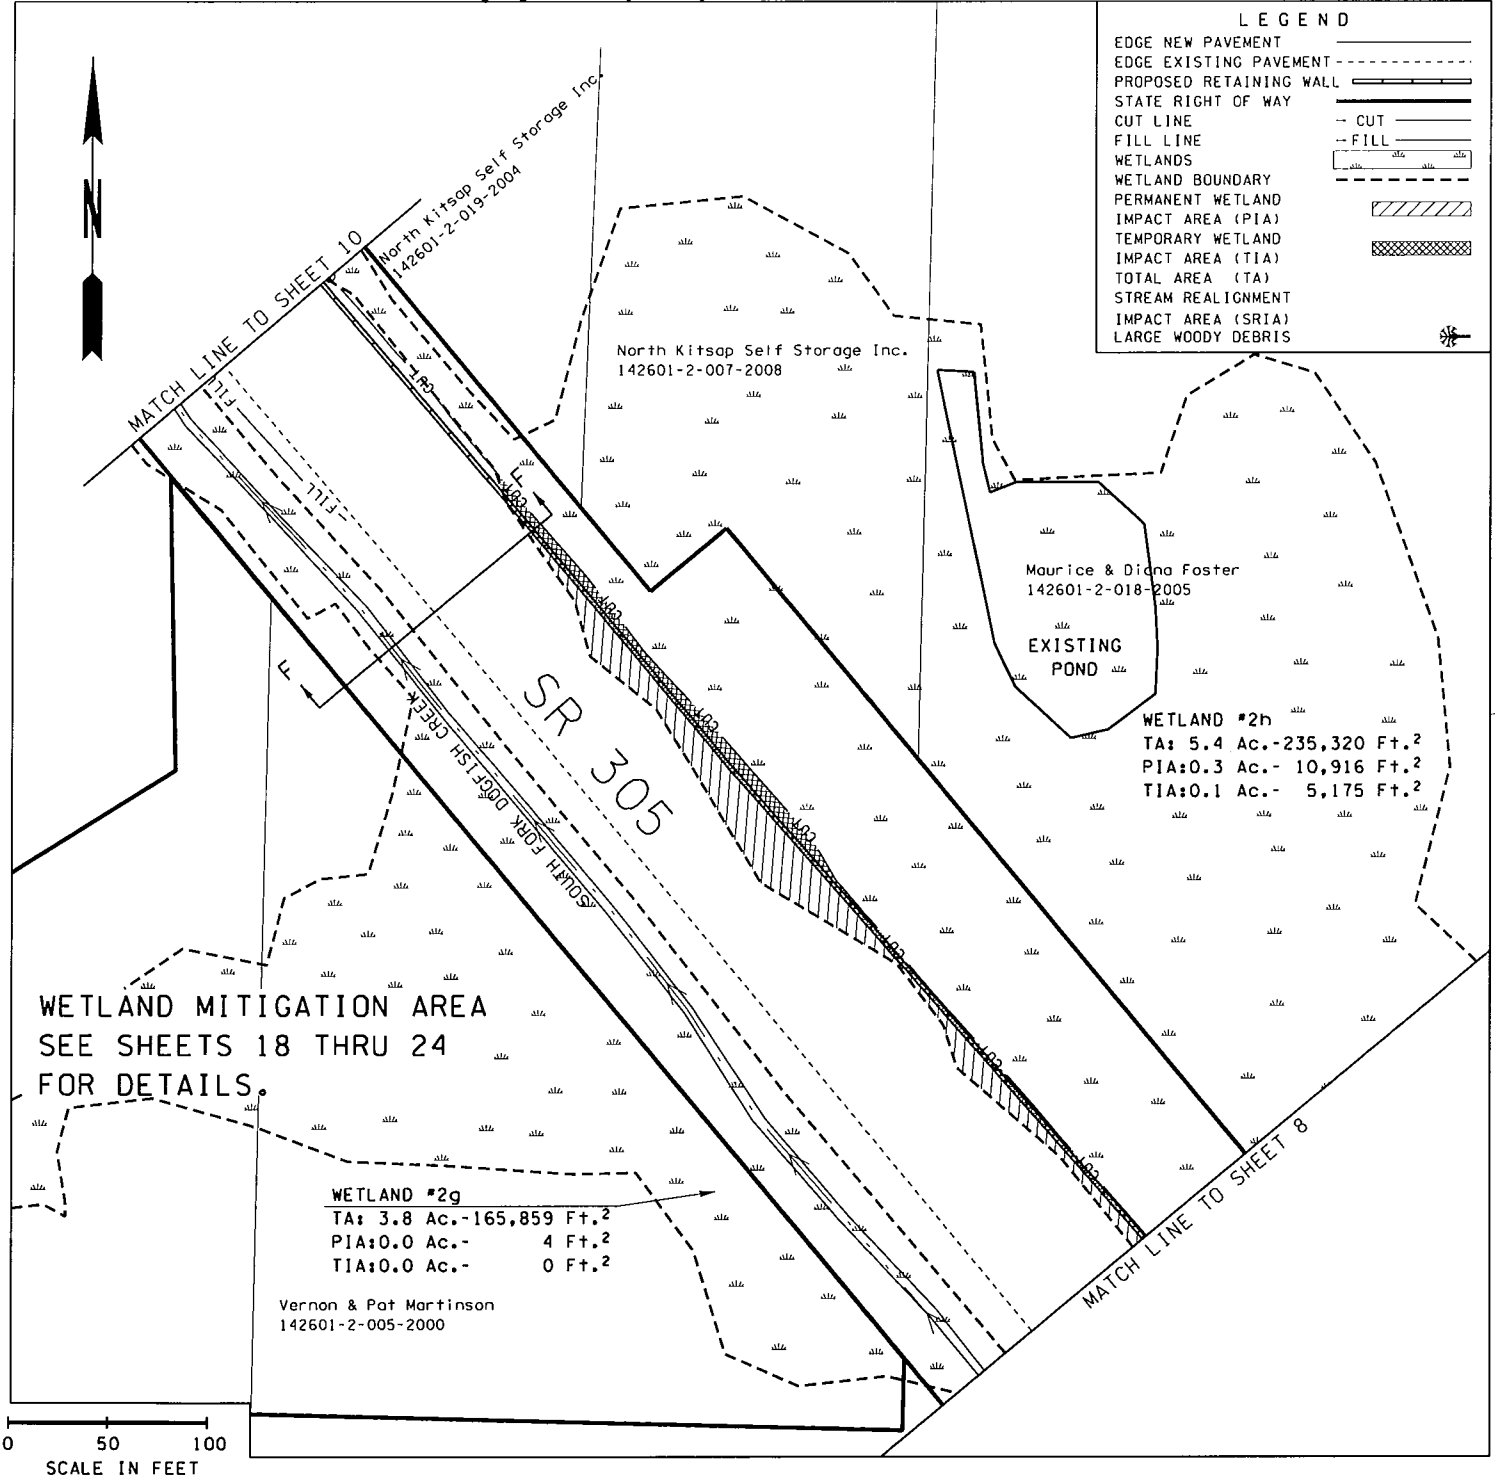 LEGEND
EDGE NEW PAVEMENT
EDGE EXISTING PAVEMENT
PROPOSED RETAINING WALL
STATE RIGHT OF WAY
CUT LINE CUT
FILL LINE FILL
WETLANDS
WETLAND BOUNDARY
PERMANENT WETLAND
IMPACT AREA (PIA)
TEMPORARY WETLAND
IMPACT AREA (TIA)
TOTAL AREA (TA)
STREAM REALIGNMENT
IMPACT AREA (SRIA)
LARGE WOODY DEBRIS
N
North Kitsap Self Storage Inc.
142601-2-019-2004
MATCH LINE TO SHEET 10
North Kitsap Self Storage Inc.
142601-2-007-2008
CUT
FILL
FILL
F
CUT
Maurice & Diana Foster
142601-2-018-2005
EXISTING
POND
CUT
F
SR 305
CUT
WETLAND #2h
TA: 5.4 Ac.-235,320 Ft.²
PIA:0.3 Ac.- 10,916 Ft.²
TIA:0.1 Ac.- 5,175 Ft.²
SOUTH FORK DOGFISH CREEK
CUT
CUT
WETLAND MITIGATION AREA
SEE SHEETS 18 THRU 24
FOR DETAILS.
CUT
CUT
MATCH LINE TO SHEET 8
WETLAND #2g
TA: 3.8 Ac.-165,859 Ft.²
PIA:0.0 Ac.- 4 Ft.²
TIA:0.0 Ac.- 0 Ft.²
Vernon & Pat Martinson
142601-2-005-2000
0 50 100
SCALE IN FEET